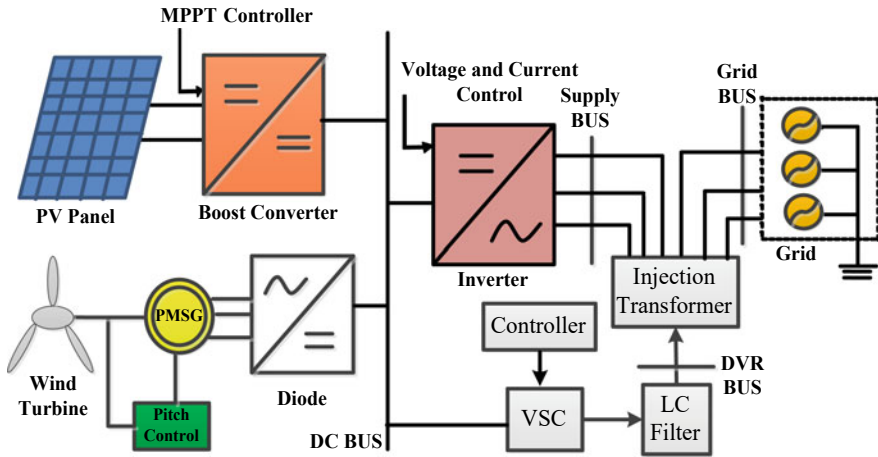 MPPT Controller
Voltage and Current
Control
Supply
BUS
Grid
BUS
PV Panel
Boost Converter
Inverter
Grid
Injection
Transformer
PMSG
Controller
Wind
Turbine
Pitch
Control
Diode
DC BUS
VSC
LC
Filter
DVR
BUS